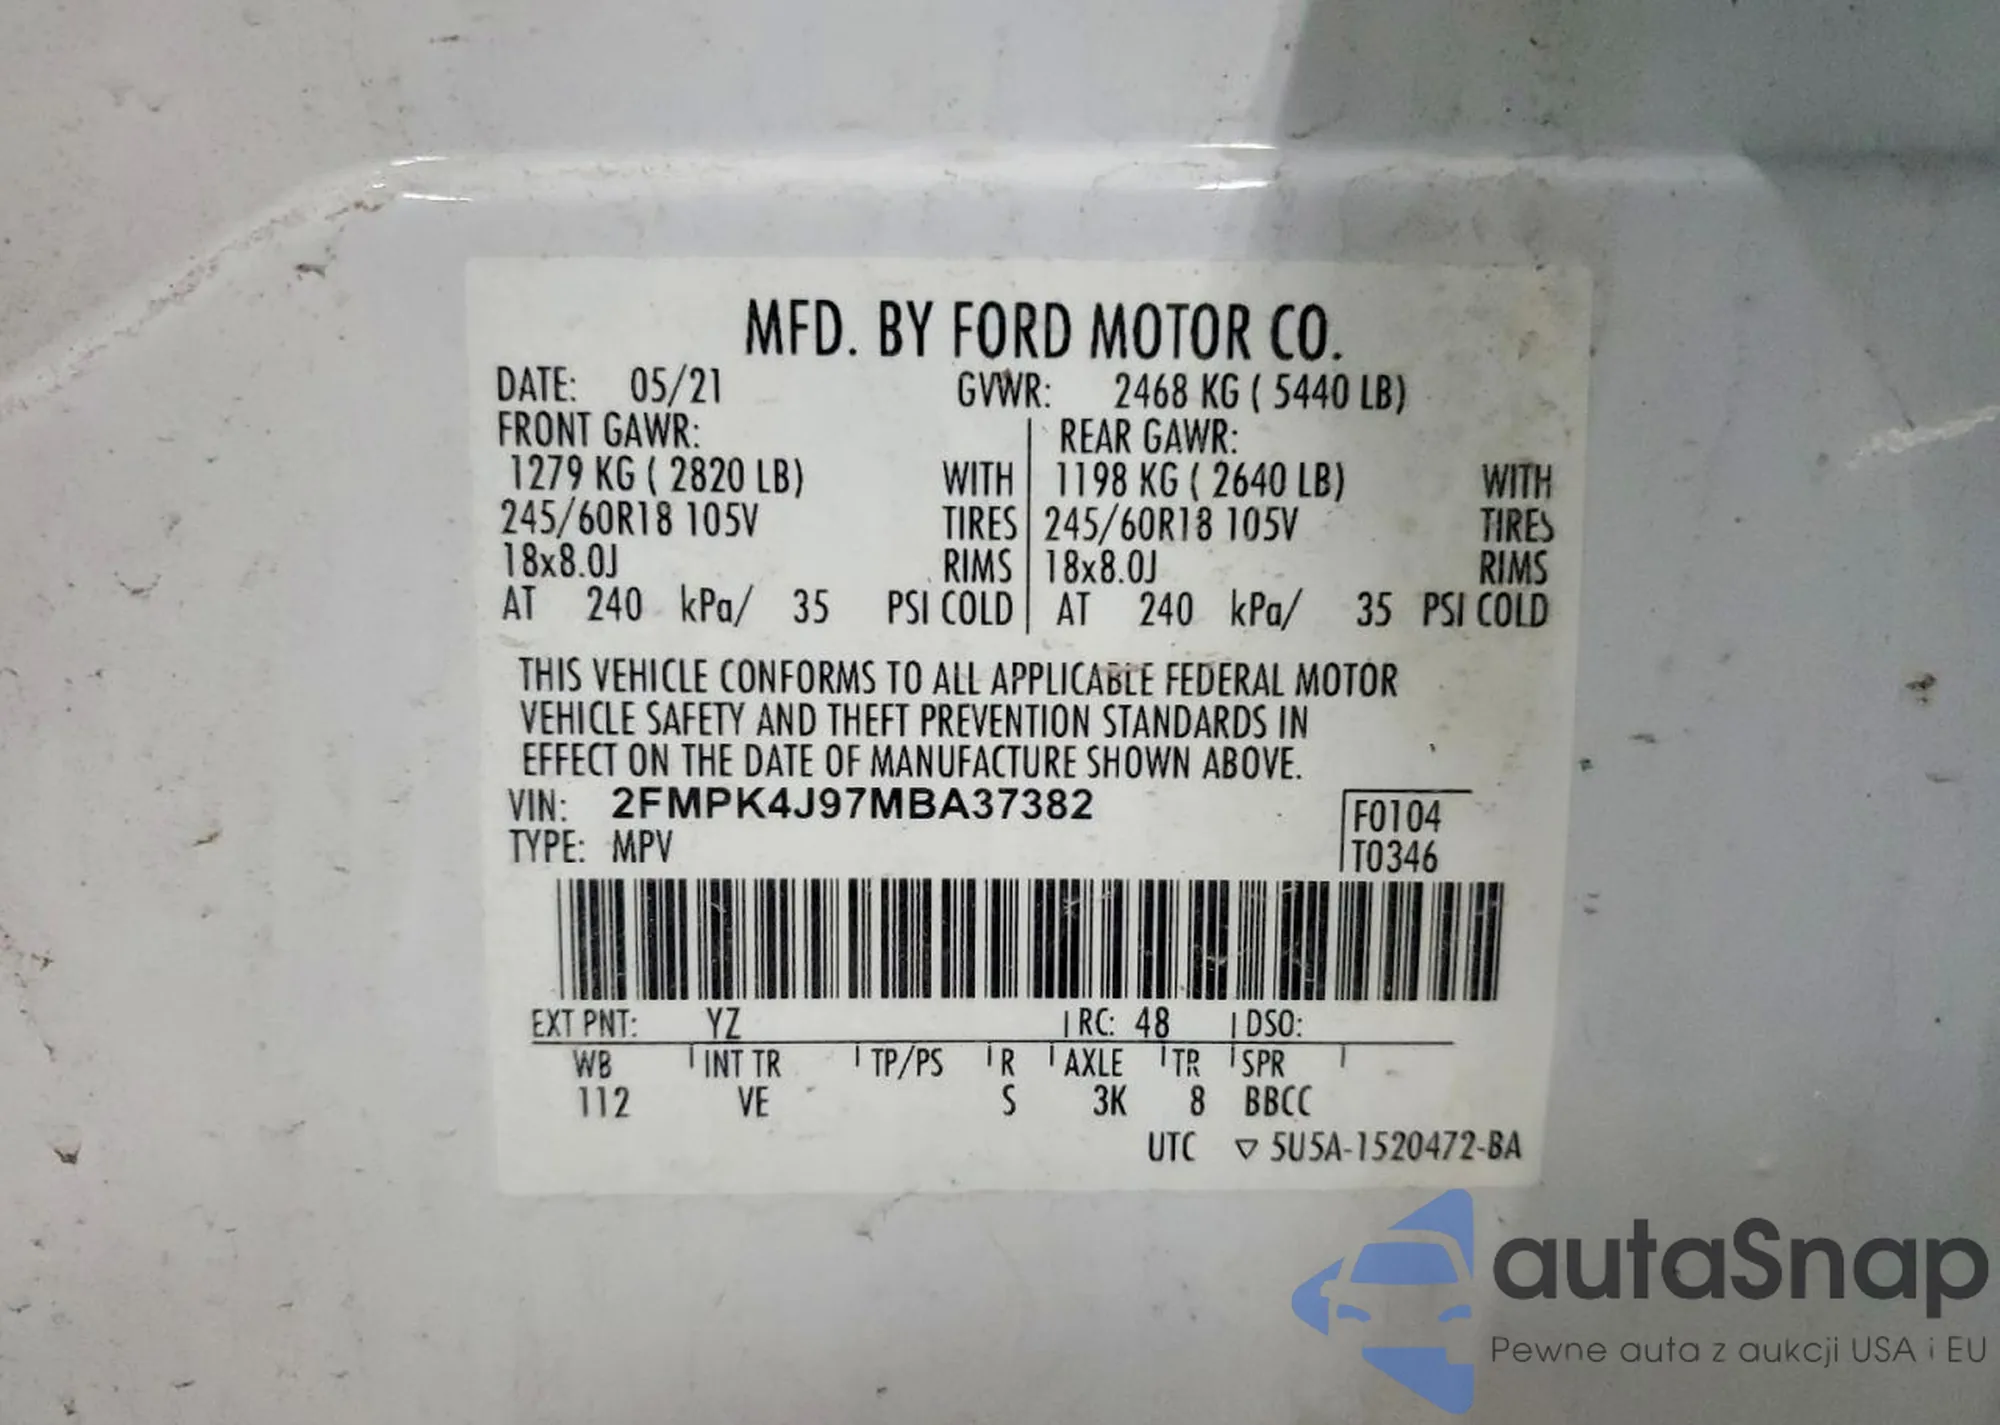 MFD. BY FORD MOTOR CO.
DATE: 05/21 GVWR: 2468 KG ( 5440 LB)
FRONT GAWR: REAR GAWR:
1279 KG ( 2820 LB) WITH 1198 KG ( 2640 LB) WITH
245/60R18 105V TIRES 245/60R18 105V TIRES
18x8.0J RIMS 18x8.0J RIMS
AT 240 kPa/ 35 PSI COLD AT 240 kPa/ 35 PSI COLD
THIS VEHICLE CONFORMS TO ALL APPLICABLE FEDERAL MOTOR
VEHICLE SAFETY AND THEFT PREVENTION STANDARDS IN
EFFECT ON THE DATE OF MANUFACTURE SHOWN ABOVE.
VIN: 2FMPK4J97MBA37382 F0104
TYPE: MPV T0346
EXT PNT: YZ RC: 48 DSO:
WB INT TR TP/PS R AXLE TR SPR
112 VE S 3K 8 BBCC
UTC ▽ 5U5A-1520472-BA
autaSnap
Pewne auta z aukcji USA i EU